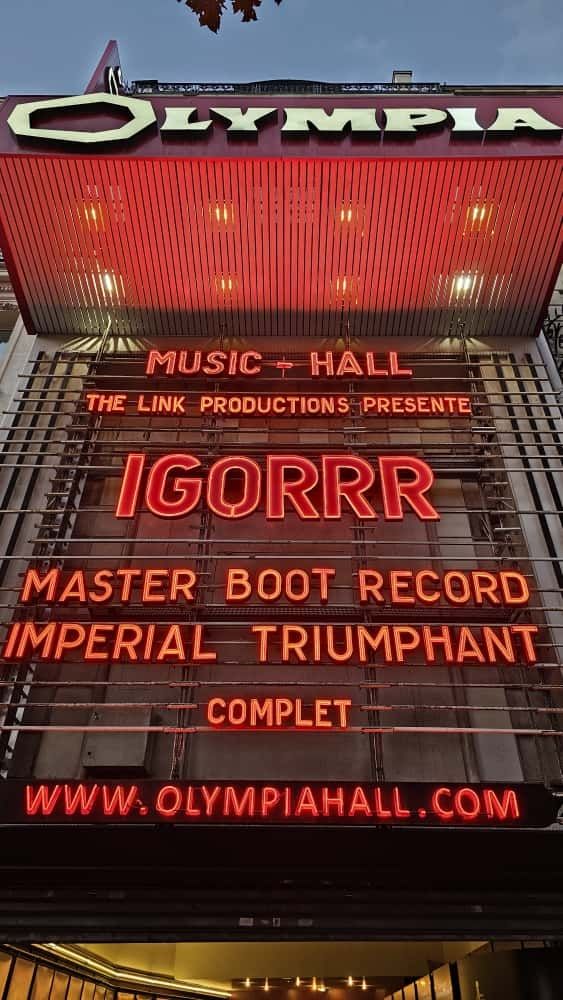 OLYMPIA
MUSIC - HALL
THE LINK PRODUCTIONS PRESENTE
IGORRR
MASTER BOOT RECORD
IMPERIAL TRIUMPHANT
COMPLET
WWW.OLYMPIAHALL.COM